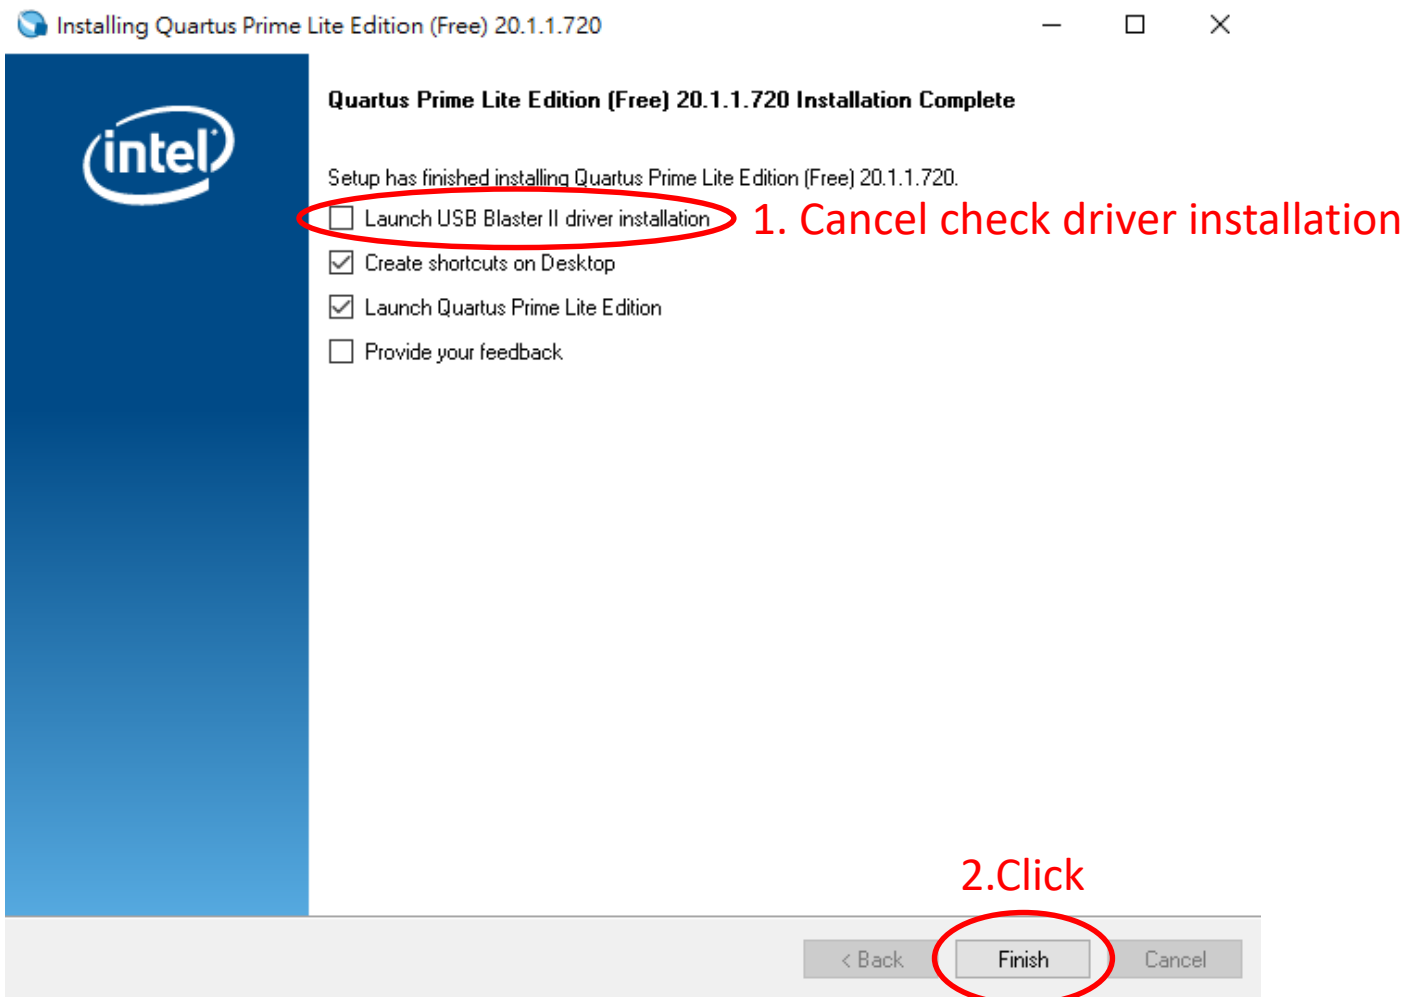 Installing Quartus Prime Lite Edition (Free) 20.1.1.720
intel
Quartus Prime Lite Edition (Free) 20.1.1.720 Installation Complete
Setup has finished installing Quartus Prime Lite Edition (Free) 20.1.1.720.
Launch USB Blaster II driver installation
1. Cancel check driver installation
Create shortcuts on Desktop
Launch Quartus Prime Lite Edition
Provide your feedback
2.Click
< Back Finish Cancel